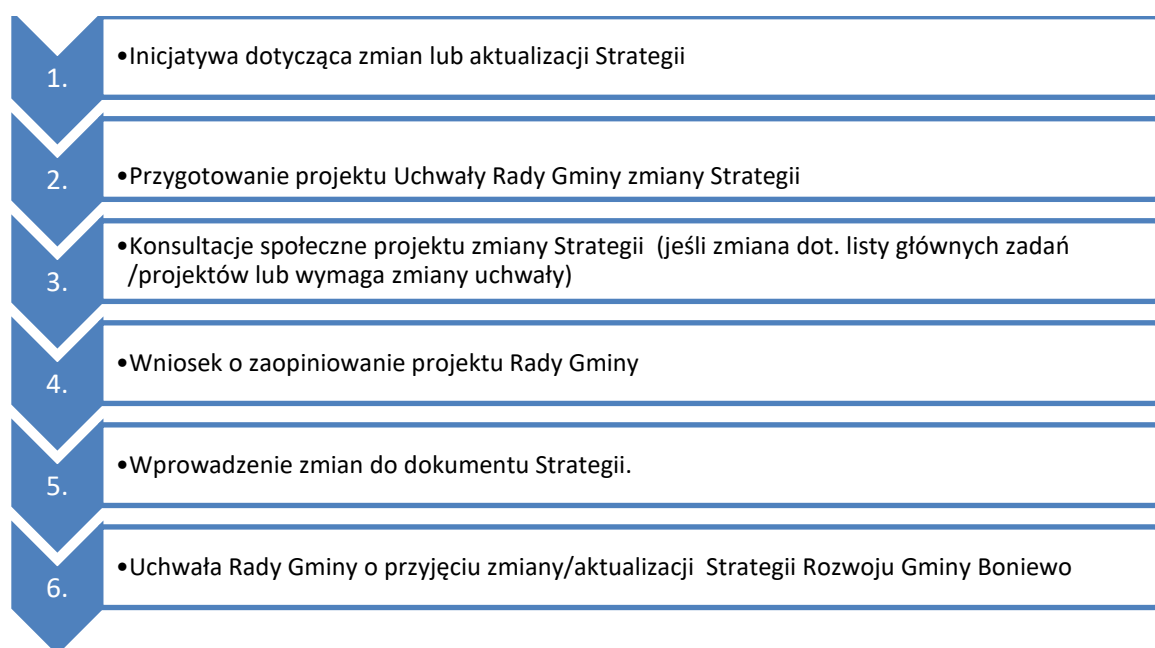 1.
•Inicjatywa dotycząca zmian lub aktualizacji Strategii
2.
•Przygotowanie projektu Uchwały Rady Gminy zmiany Strategii
3.
•Konsultacje społeczne projektu zmiany Strategii  (jeśli zmiana dot. listy głównych zadań
/projektów lub wymaga zmiany uchwały)
4.
•Wniosek o zaopiniowanie projektu Rady Gminy
5.
•Wprowadzenie zmian do dokumentu Strategii.
6.
•Uchwała Rady Gminy o przyjęciu zmiany/aktualizacji  Strategii Rozwoju Gminy Boniewo